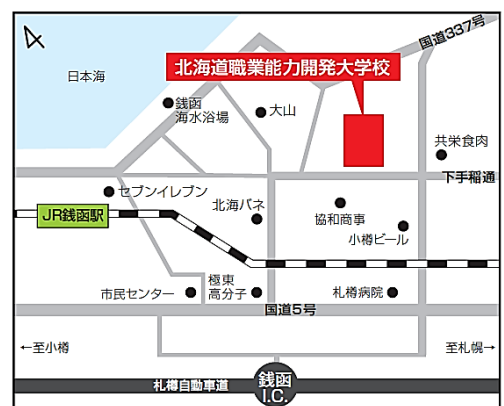 国道337号
日本海
北海道職業能力開発大学校
銭函
海水浴場
大山
共栄食肉
下手稲通
セブンイレブン
JR銭函駅
北海バネ
協和商事
小樽ビール
市民センター
極東
高分子
札樽病院
国道5号
←至小樽
至札幌→
札樽自動車道
銭函
I.C.